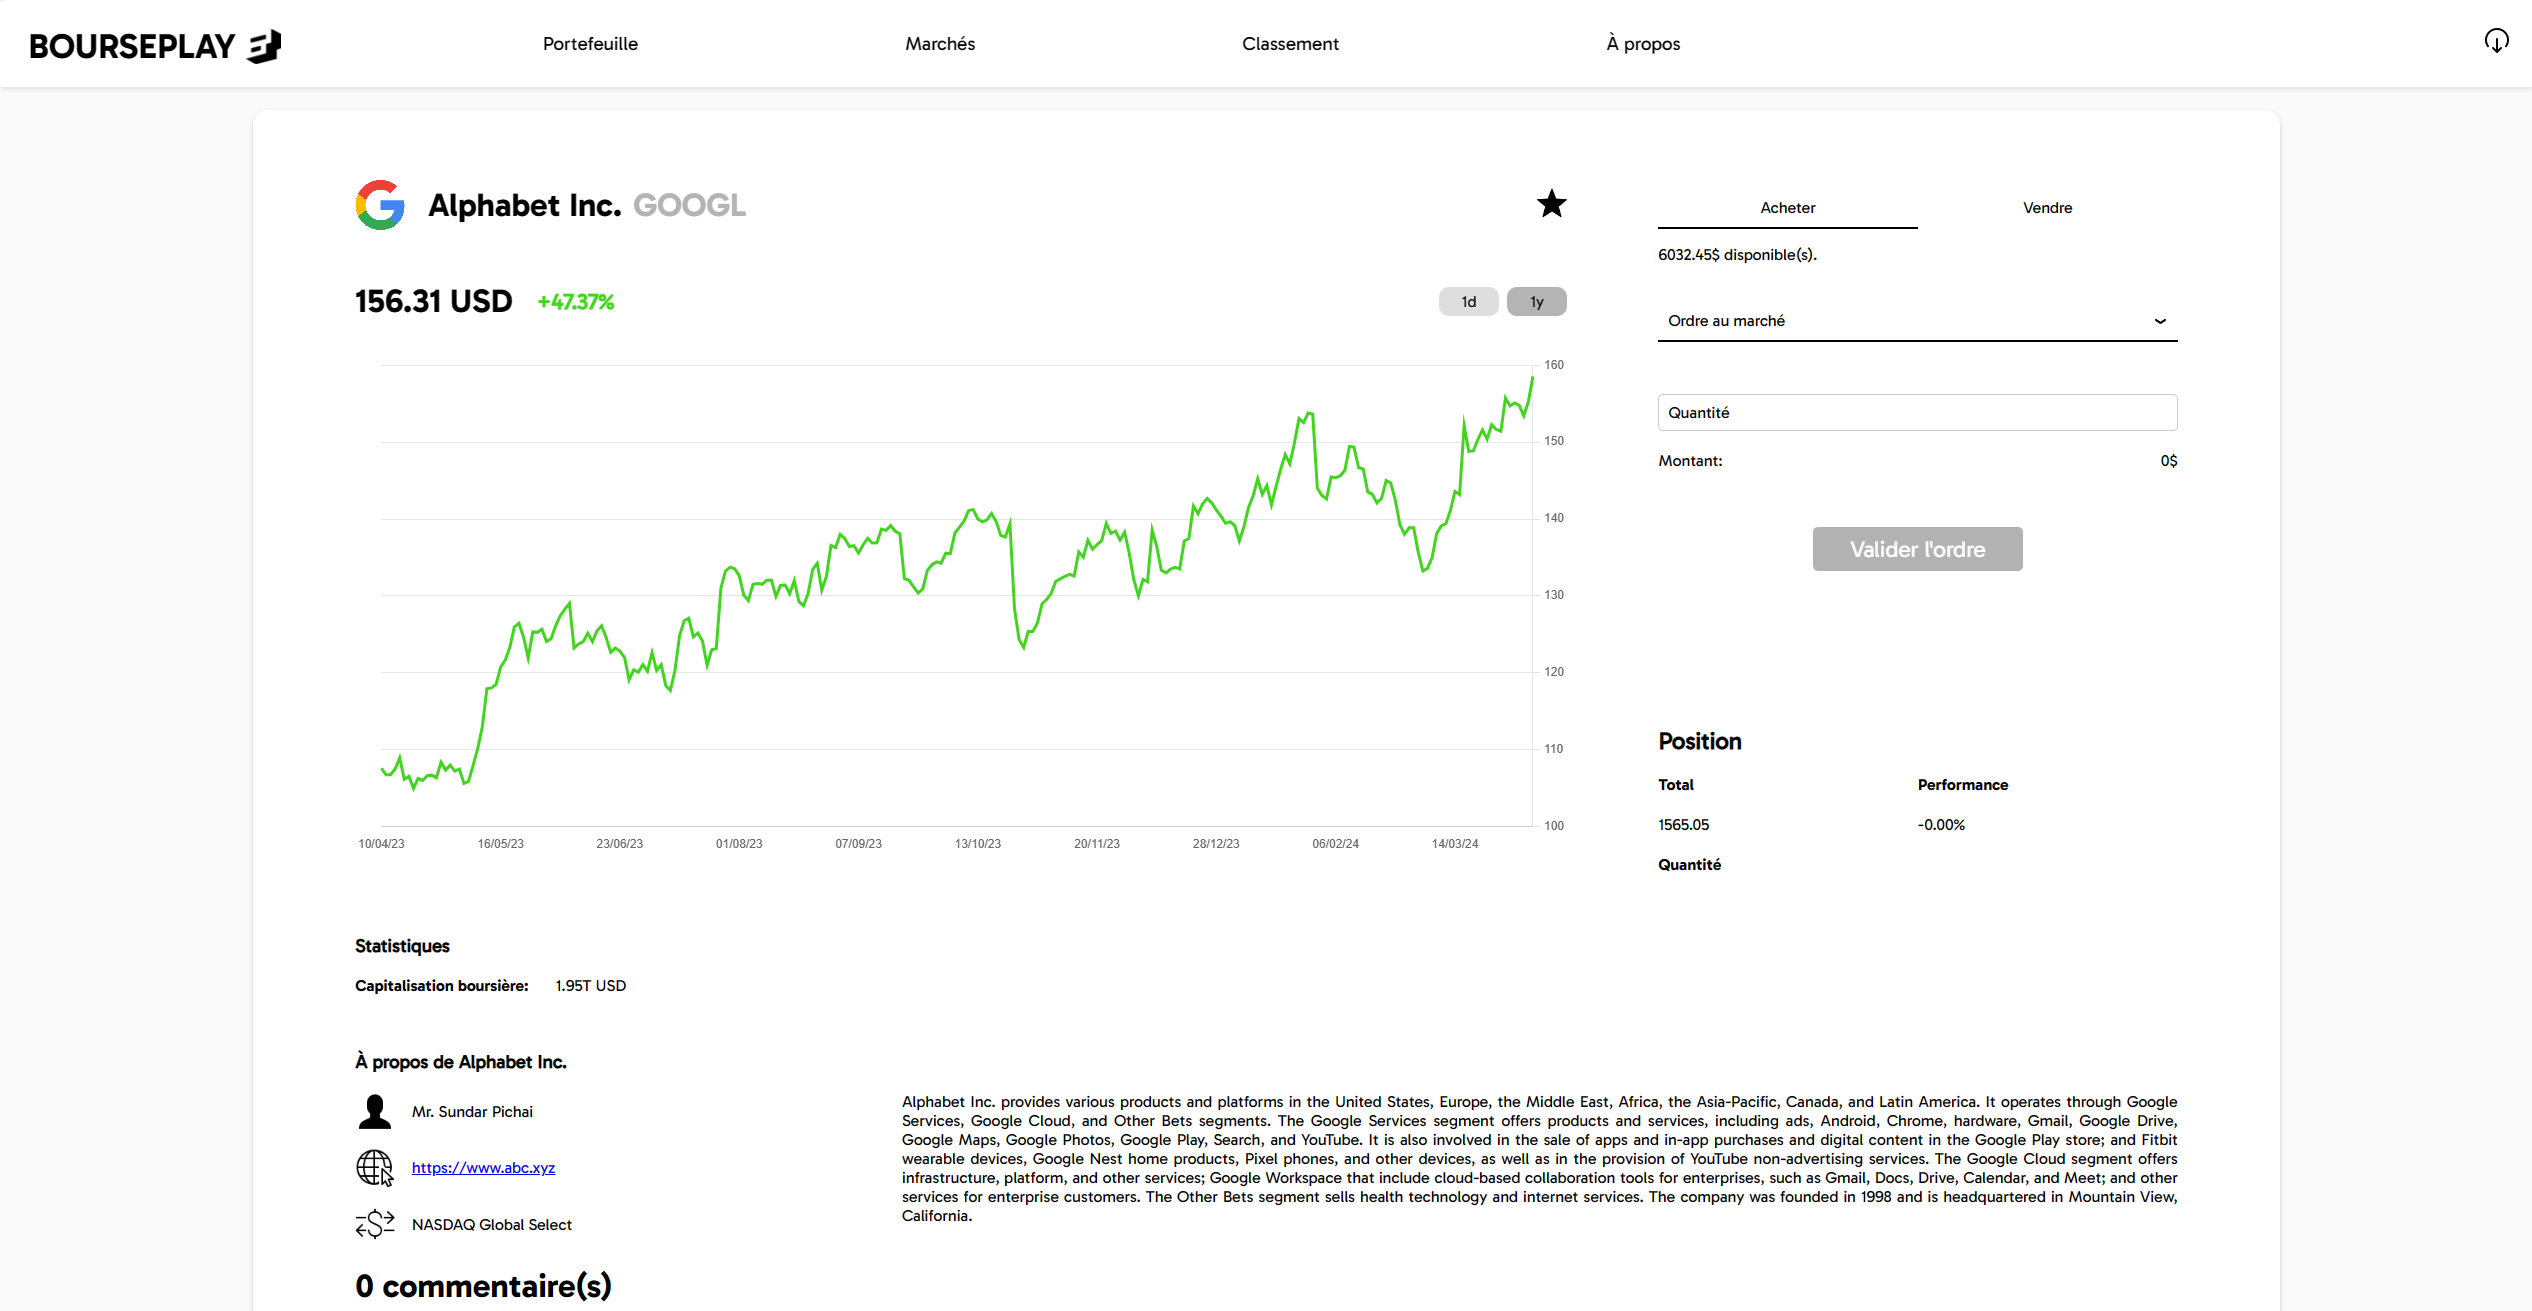 BOURSEPLAY
Portefeuille
Marchés
Classement
À propos
Alphabet Inc. GOOGL
156.31 USD +47.37%
1d
1y
160
150
140
130
120
110
100
10/04/23
16/05/23
23/06/23
01/08/23
07/09/23
13/10/23
20/11/23
28/12/23
06/02/24
14/03/24
Acheter
Vendre
6032.45$ disponible(s).
Ordre au marché
Quantité
Montant: 0$
Valider l'ordre
Position
Total Performance
1565.05 -0.00%
Quantité
Statistiques
Capitalisation boursière: 1.95T USD
À propos de Alphabet Inc.
Mr. Sundar Pichai
https://www.abc.xyz
NASDAQ Global Select
Alphabet Inc. provides various products and platforms in the United States, Europe, the Middle East, Africa, the Asia-Pacific, Canada, and Latin America. It operates through Google
Services, Google Cloud, and Other Bets segments. The Google Services segment offers products and services, including ads, Android, Chrome, hardware, Gmail, Google Drive,
Google Maps, Google Photos, Google Play, Search, and YouTube. It is also involved in the sale of apps and in-app purchases and digital content in the Google Play store; and Fitbit
wearable devices, Google Nest home products, Pixel phones, and other devices, as well as in the provision of YouTube non-advertising services. The Google Cloud segment offers
infrastructure, platform, and other services; Google Workspace that include cloud-based collaboration tools for enterprises, such as Gmail, Docs, Drive, Calendar, and Meet; and other
services for enterprise customers. The Other Bets segment sells health technology and internet services. The company was founded in 1998 and is headquartered in Mountain View,
California.
0 commentaire(s)